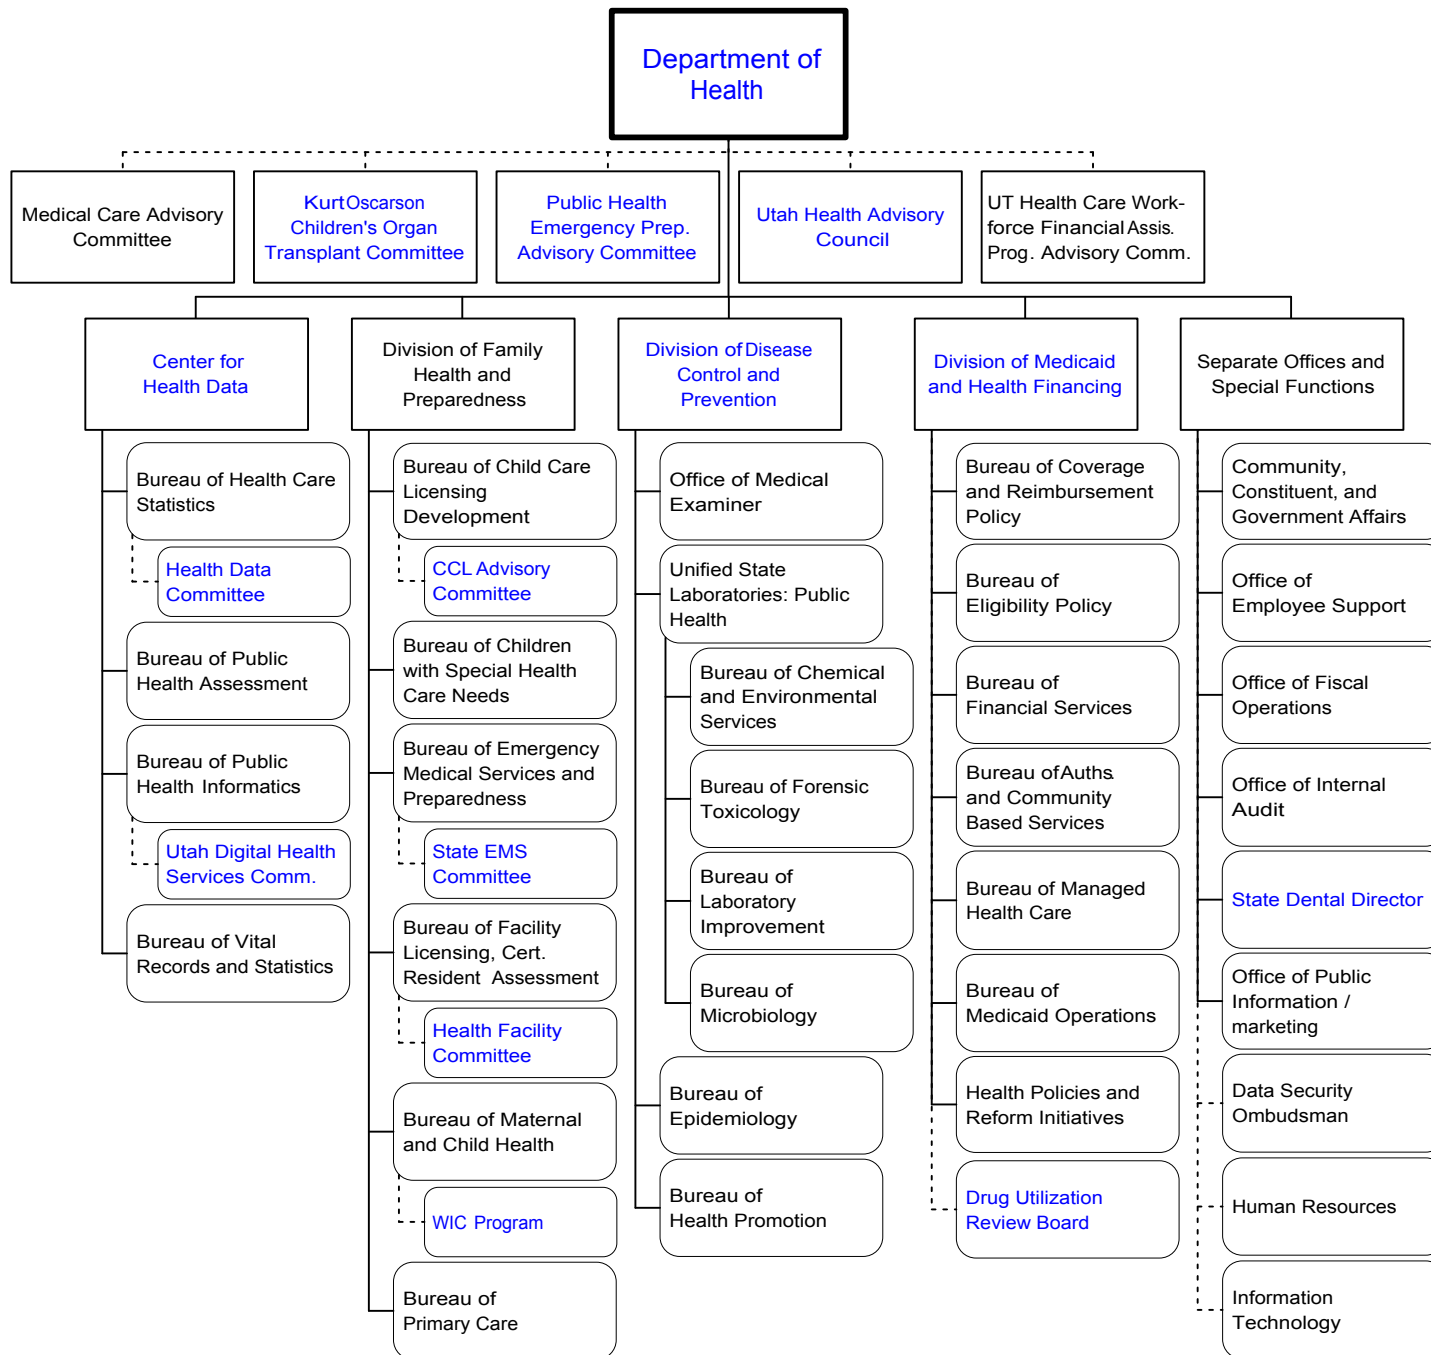 Department of
Health
Medical Care Advisory
Committee
Kurt Oscarson
Children's Organ
Transplant Committee
Public Health
Emergency Prep.
Advisory Committee
Utah Health Advisory
Council
UT Health Care Work-
force Financial Assis.
Prog. Advisory Comm.
Center for
Health Data
Division of Family
Health and
Preparedness
Division of Disease
Control and
Prevention
Division of Medicaid
and Health Financing
Separate Offices and
Special Functions
Bureau of Health Care
Statistics
Health Data
Committee
Bureau of Public
Health Assessment
Bureau of Public
Health Informatics
Utah Digital Health
Services Comm.
Bureau of Vital
Records and Statistics
Bureau of Child Care
Licensing
Development
CCL Advisory
Committee
Bureau of Children
with Special Health
Care Needs
Bureau of Emergency
Medical Services and
Preparedness
State EMS
Committee
Bureau of Facility
Licensing, Cert.
Resident Assessment
Health Facility
Committee
Bureau of Maternal
and Child Health
WIC Program
Bureau of
Primary Care
Office of Medical
Examiner
Unified State
Laboratories: Public
Health
Bureau of Chemical
and Environmental
Services
Bureau of Forensic
Toxicology
Bureau of
Laboratory
Improvement
Bureau of
Microbiology
Bureau of
Epidemiology
Bureau of
Health Promotion
Bureau of Coverage
and Reimbursement
Policy
Bureau of
Eligibility Policy
Bureau of
Financial Services
Bureau of Auths.
and Community
Based Services
Bureau of Managed
Health Care
Bureau of
Medicaid Operations
Health Policies and
Reform Initiatives
Drug Utilization
Review Board
Community,
Constituent, and
Government Affairs
Office of
Employee Support
Office of Fiscal
Operations
Office of Internal
Audit
State Dental Director
Office of Public
Information /
marketing
Data Security
Ombudsman
Human Resources
Information
Technology